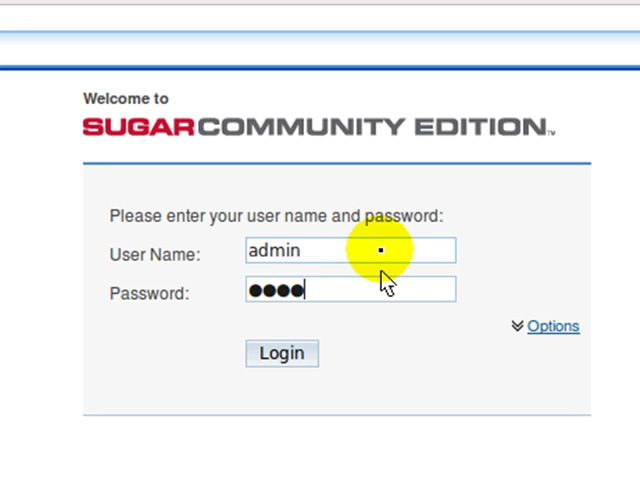 Welcome to
SUGARCOMMUNITY EDITION™
Please enter your user name and password:
User Name: admin
Password: ●●●●
Options
Login